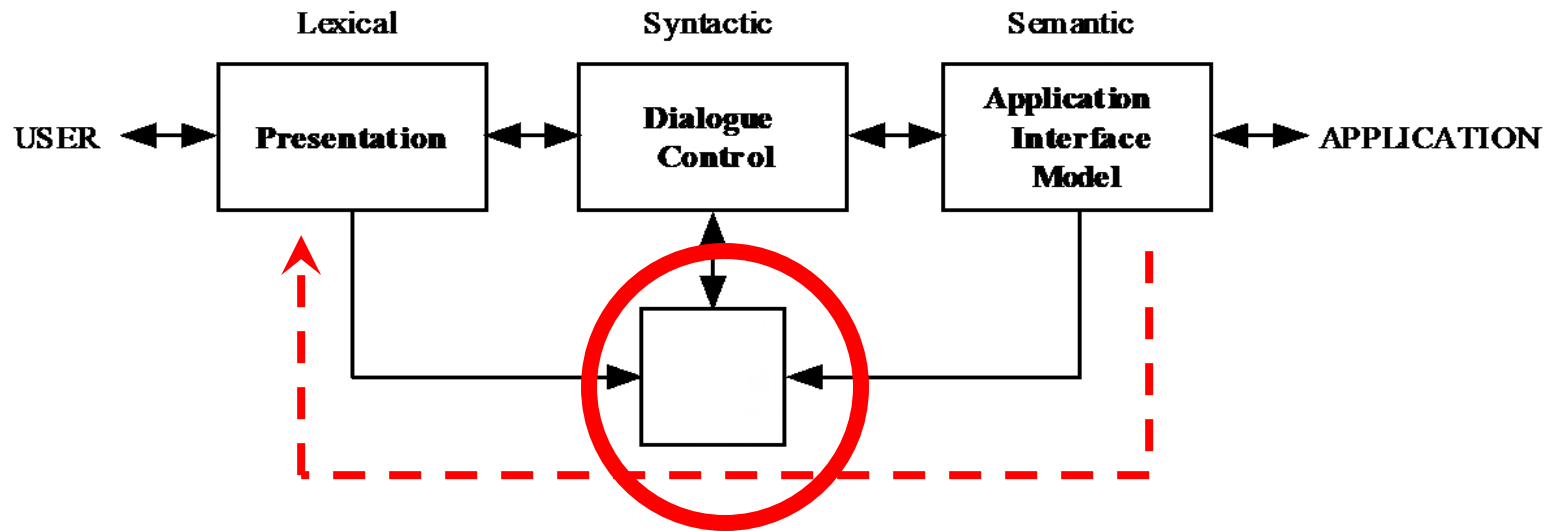 Lexical
Syntactic
Semantic
USER
Presentation
Dialogue
Control
Application
Interface
Model
APPLICATION